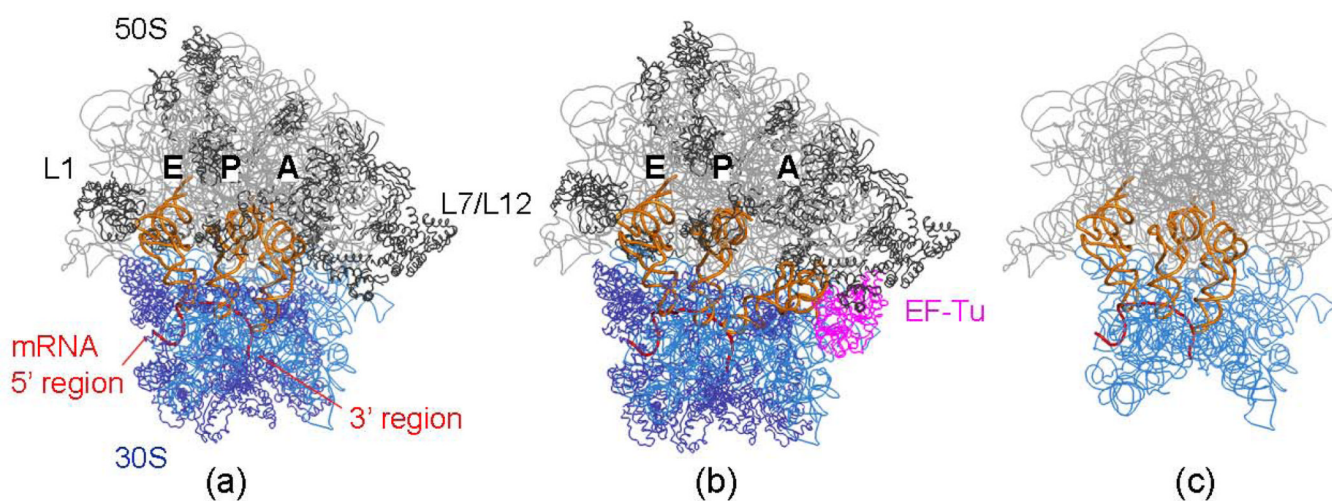 50S
L1
E P A
L7/L12
mRNA
5’ region
3’ region
30S
(a)
E P A
EF-Tu
(b)
(c)